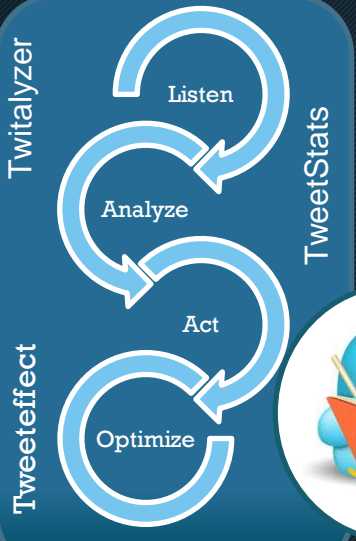 Twitalyzer
Listen
TweetStats
Analyze
Act
Tweeteffect
Optimize